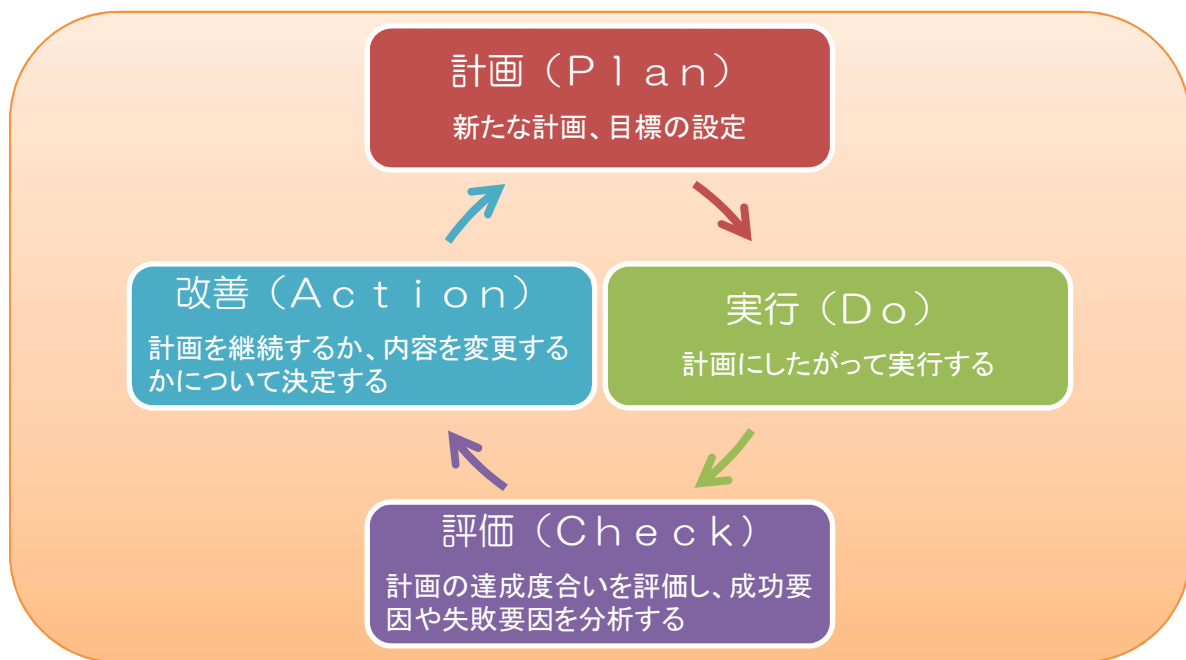 計画（Ｐｌａｎ）
新たな計画、目標の設定
改善（Ａｃｔｉｏｎ）
計画を継続するか、内容を変更する
かについて決定する
実行（Ｄｏ）
計画にしたがって実行する
評価（Ｃｈｅｃｋ）
計画の達成度合いを評価し、成功要
因や失敗要因を分析する